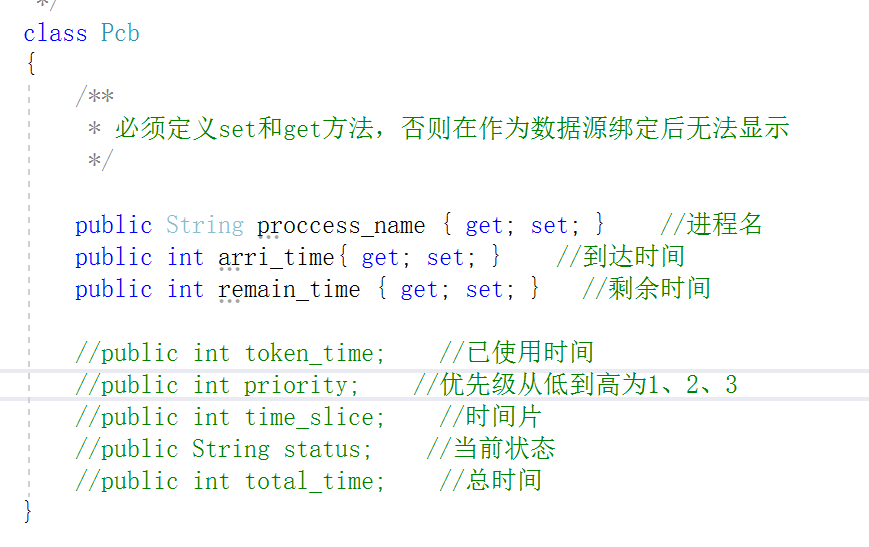 */
class Pcb
{
/**
* 必须定义set和get方法，否则在作为数据源绑定后无法显示
*/
public String proccess_name { get; set; } //进程名
public int arri_time{ get; set; } //到达时间
public int remain_time { get; set; } //剩余时间
//public int token_time; //已使用时间
//public int priority; //优先级从低到高为1、2、3
//public int time_slice; //时间片
//public String status; //当前状态
//public int total_time; //总时间
}